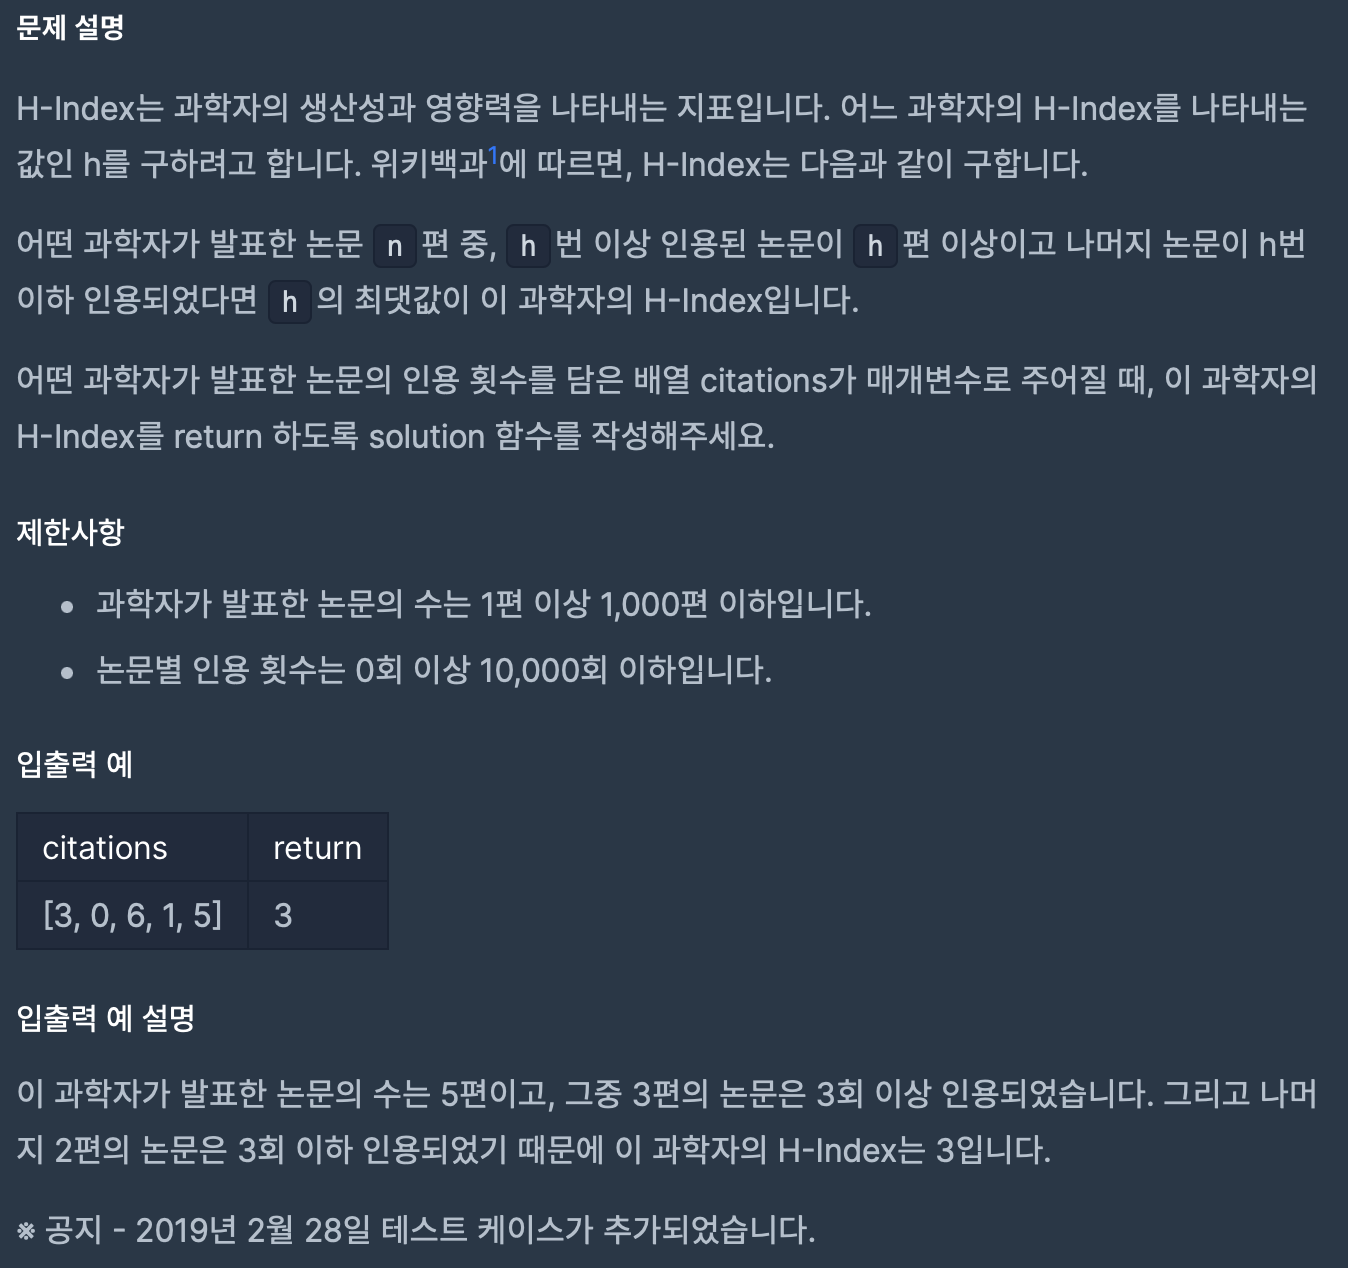 문제 설명
H-Index는 과학자의 생산성과 영향력을 나타내는 지표입니다. 어느 과학자의 H-Index를 나타내는
값인 h를 구하려고 합니다. 위키백과1에 따르면, H-Index는 다음과 같이 구합니다.
어떤 과학자가 발표한 논문 n 편 중, h 번 이상 인용된 논문이 h 편 이상이고 나머지 논문이 h번
이하 인용되었다면 h 의 최댓값이 이 과학자의 H-Index입니다.
어떤 과학자가 발표한 논문의 인용 횟수를 담은 배열 citations가 매개변수로 주어질 때, 이 과학자의
H-Index를 return 하도록 solution 함수를 작성해주세요.
제한사항
• 과학자가 발표한 논문의 수는 1편 이상 1,000편 이하입니다.
• 논문별 인용 횟수는 0회 이상 10,000회 이하입니다.
입출력 예
citations return
[3, 0, 6, 1, 5] 3
입출력 예 설명
이 과학자가 발표한 논문의 수는 5편이고, 그중 3편의 논문은 3회 이상 인용되었습니다. 그리고 나머
지 2편의 논문은 3회 이하 인용되었기 때문에 이 과학자의 H-Index는 3입니다.
※ 공지 - 2019년 2월 28일 테스트 케이스가 추가되었습니다.